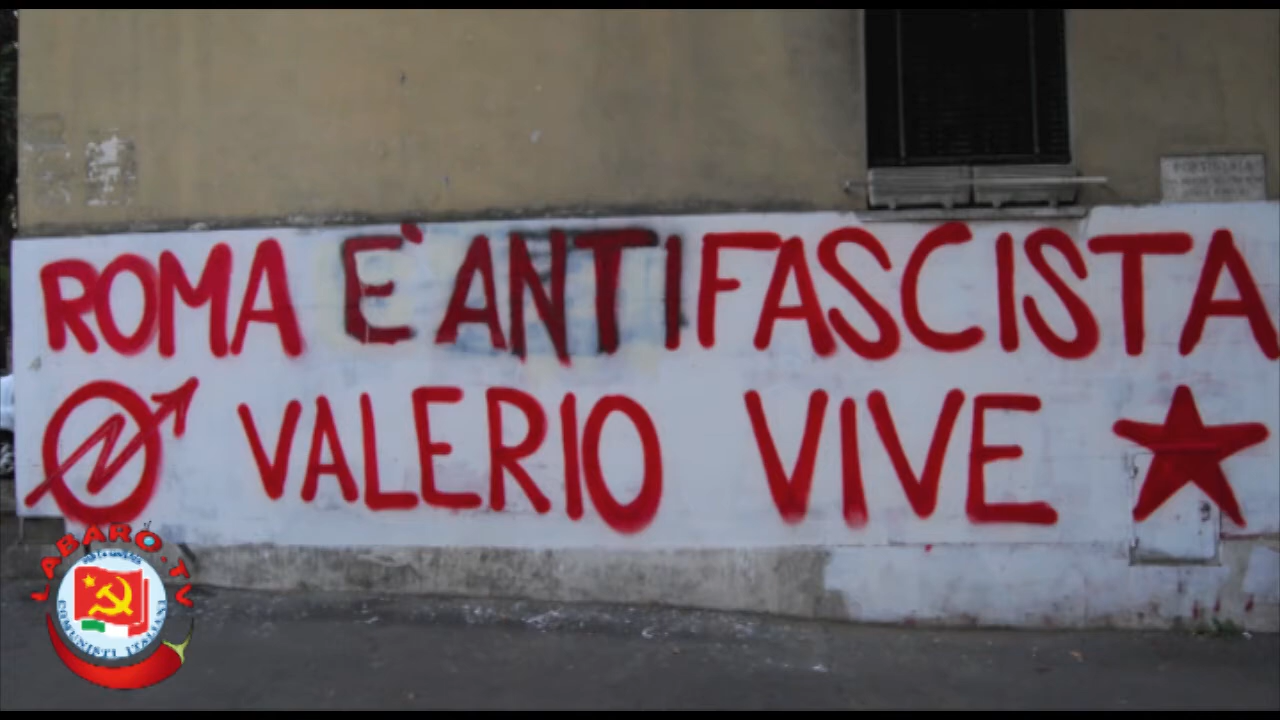 ROMA E' ANTIFASCISTA
VALERIO VIVE
LABARO-TV
COMUNISTI ITALIANI